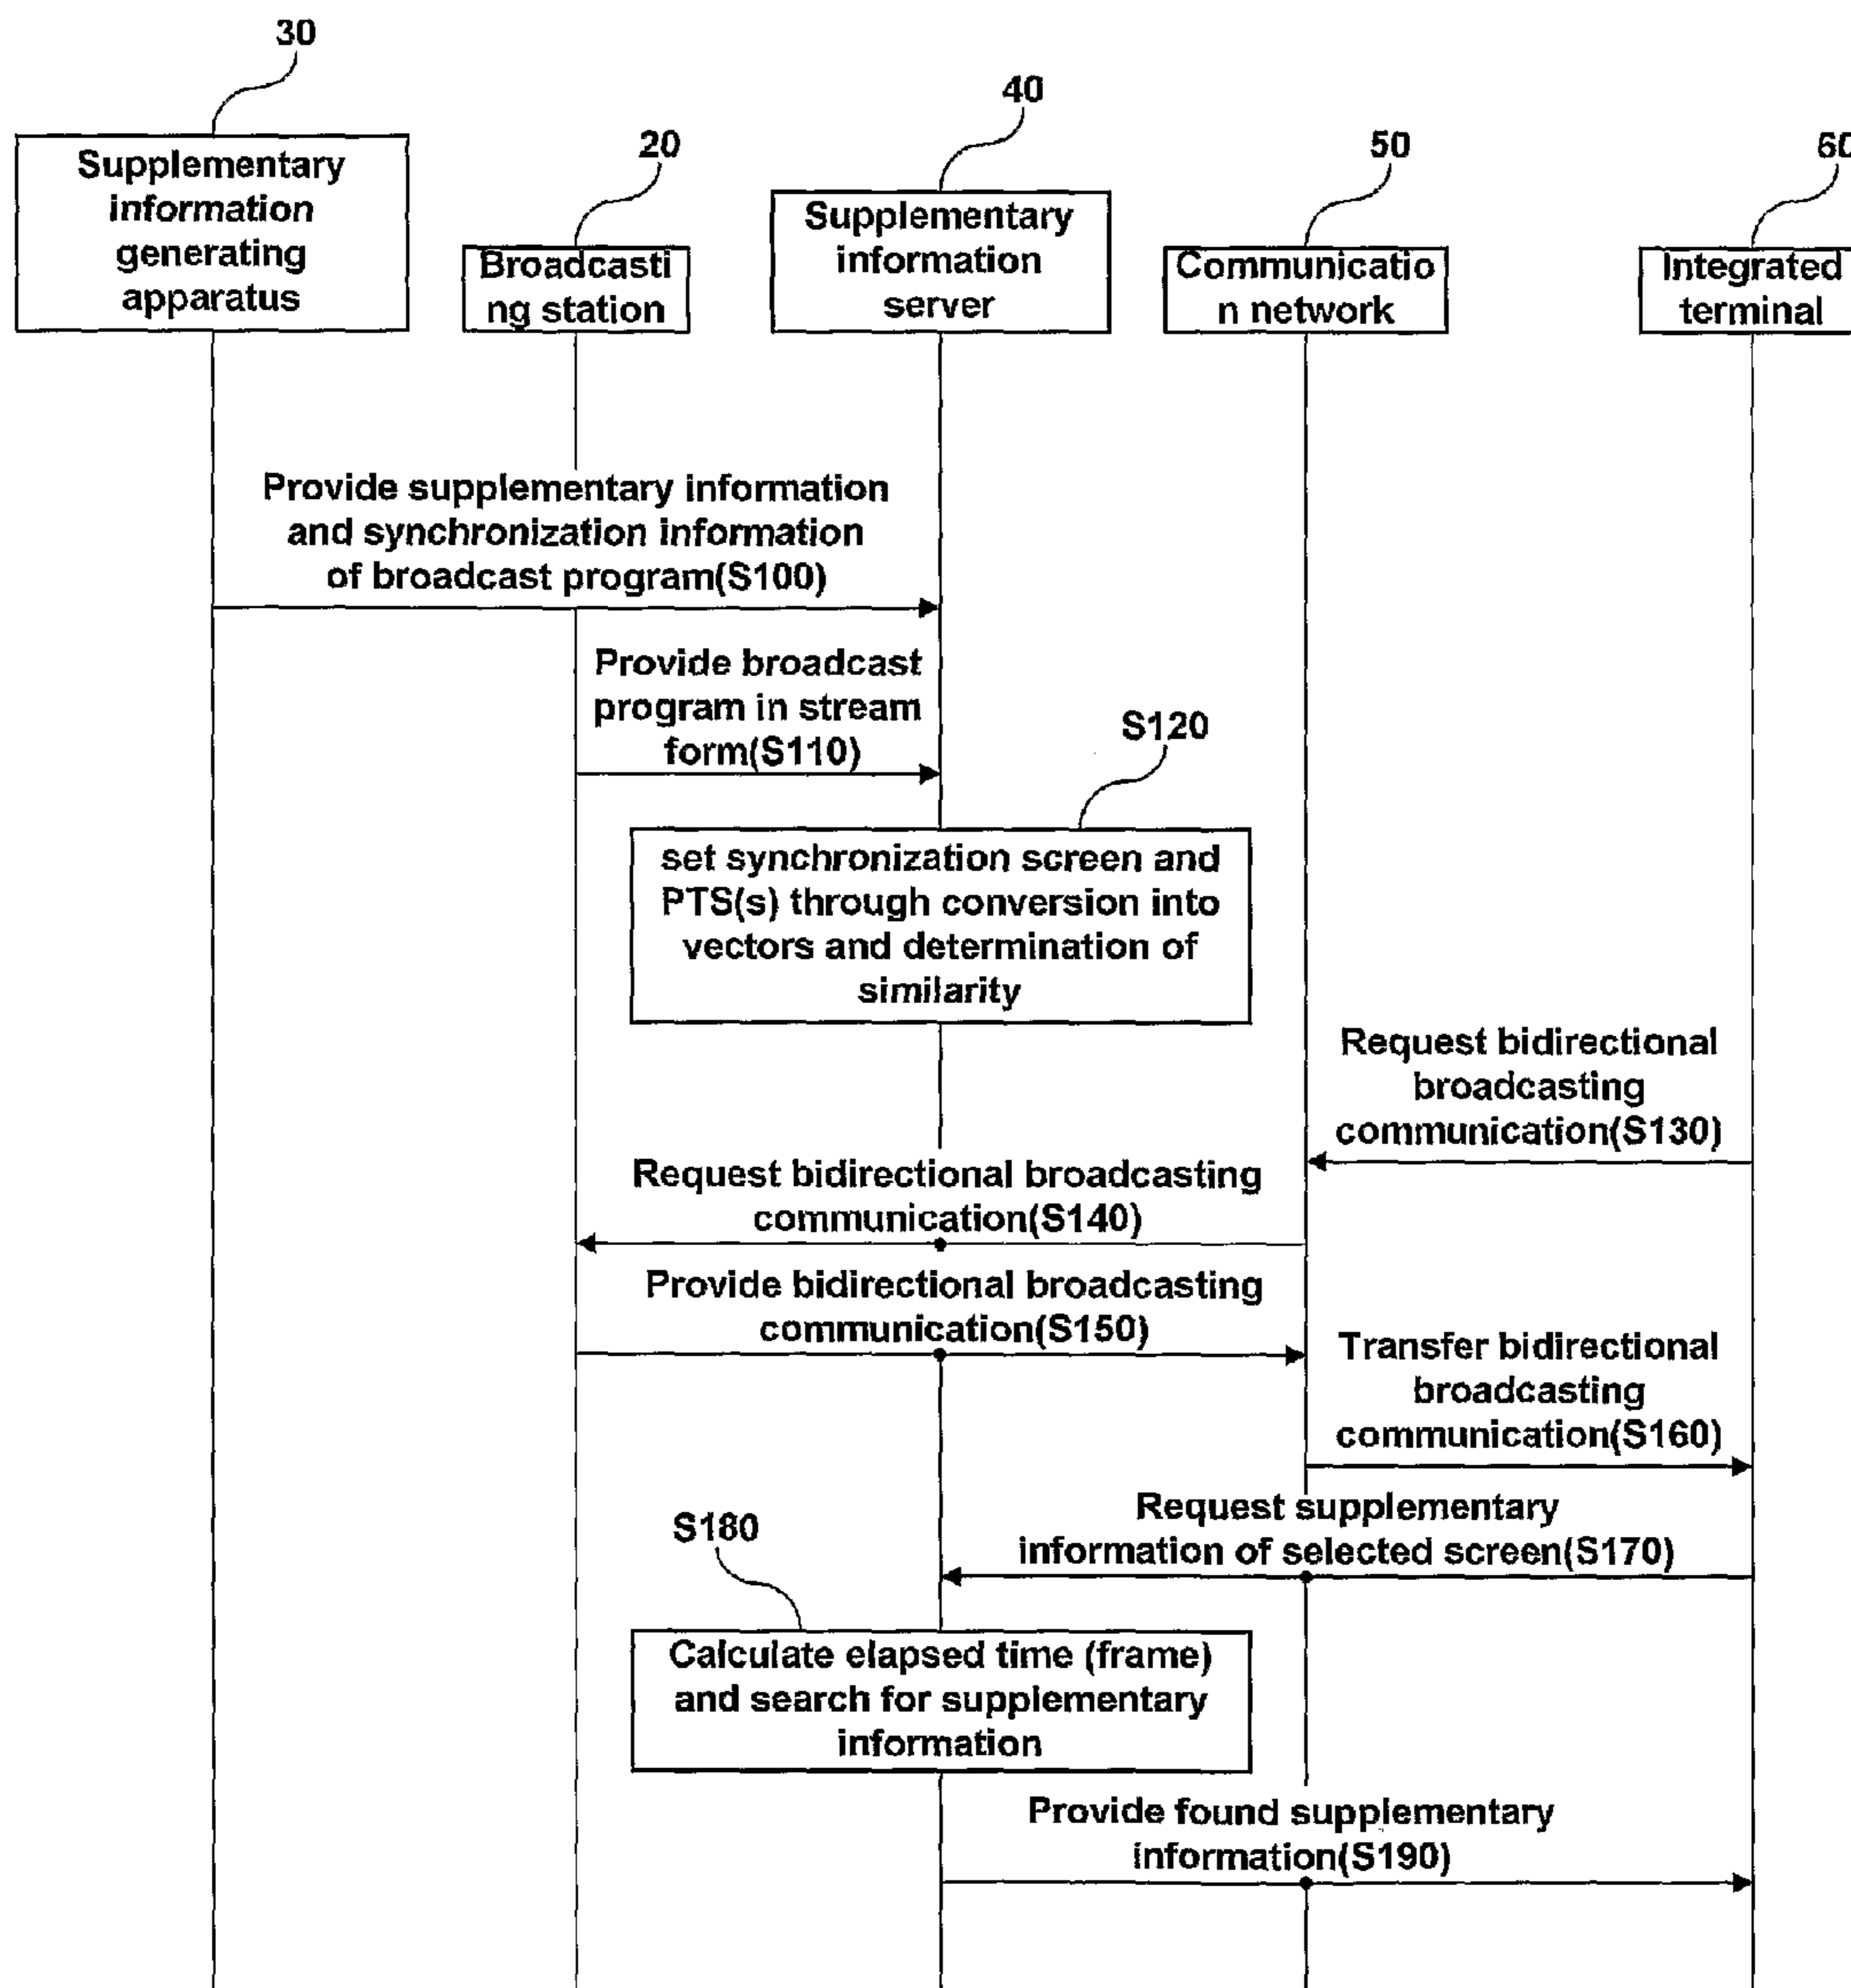 30
40
20
50
60
Supplementary
information
generating
apparatus
Broadcasti
ng station
Supplementary
information
server
Communicatio
n network
Integrated
terminal
Provide supplementary information
and synchronization information
of broadcast program(S100)
Provide broadcast
program in stream
form(S110)
S120
set synchronization screen and
PTS(s) through conversion into
vectors and determination of
similarity
Request bidirectional
broadcasting
communication(S130)
Request bidirectional broadcasting
communication(S140)
Provide bidirectional broadcasting
communication(S150)
Transfer bidirectional
broadcasting
communication(S160)
Request supplementary
information of selected screen(S170)
S180
Calculate elapsed time (frame)
and search for supplementary
information
Provide found supplementary
information(S190)